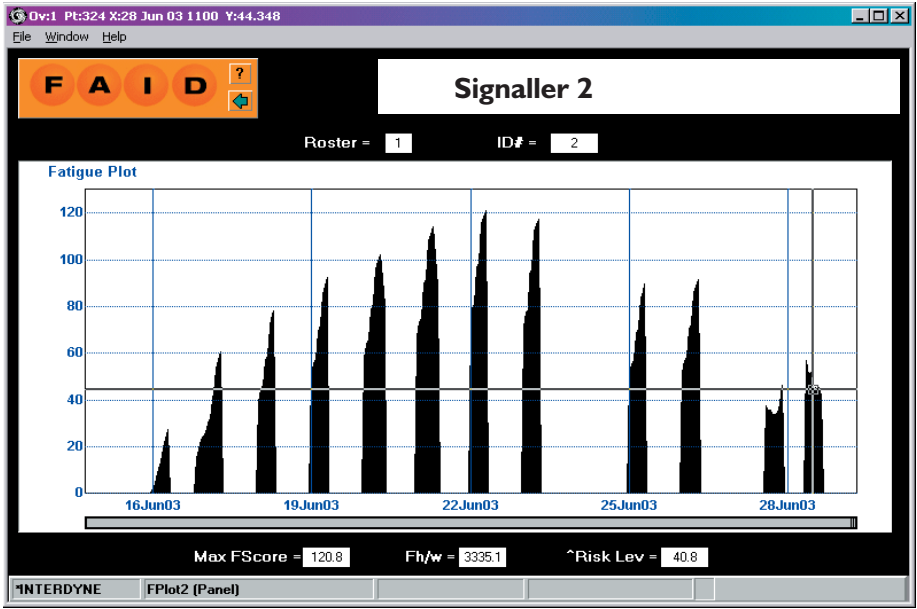 Ov:1 Pt:324 X:28 Jun 03 1100 Y:44.348
File Window Help
F A I D ?
Signaller 2
Roster = 1 ID# = 2
Fatigue Plot
120
100
80
60
40
20
0
16Jun03 19Jun03 22Jun03 25Jun03 28Jun03
Max FScore = 120.8 Fh/w = 3335.1 ^Risk Lev = 40.8
*INTERDYNE FPlot2 (Panel)